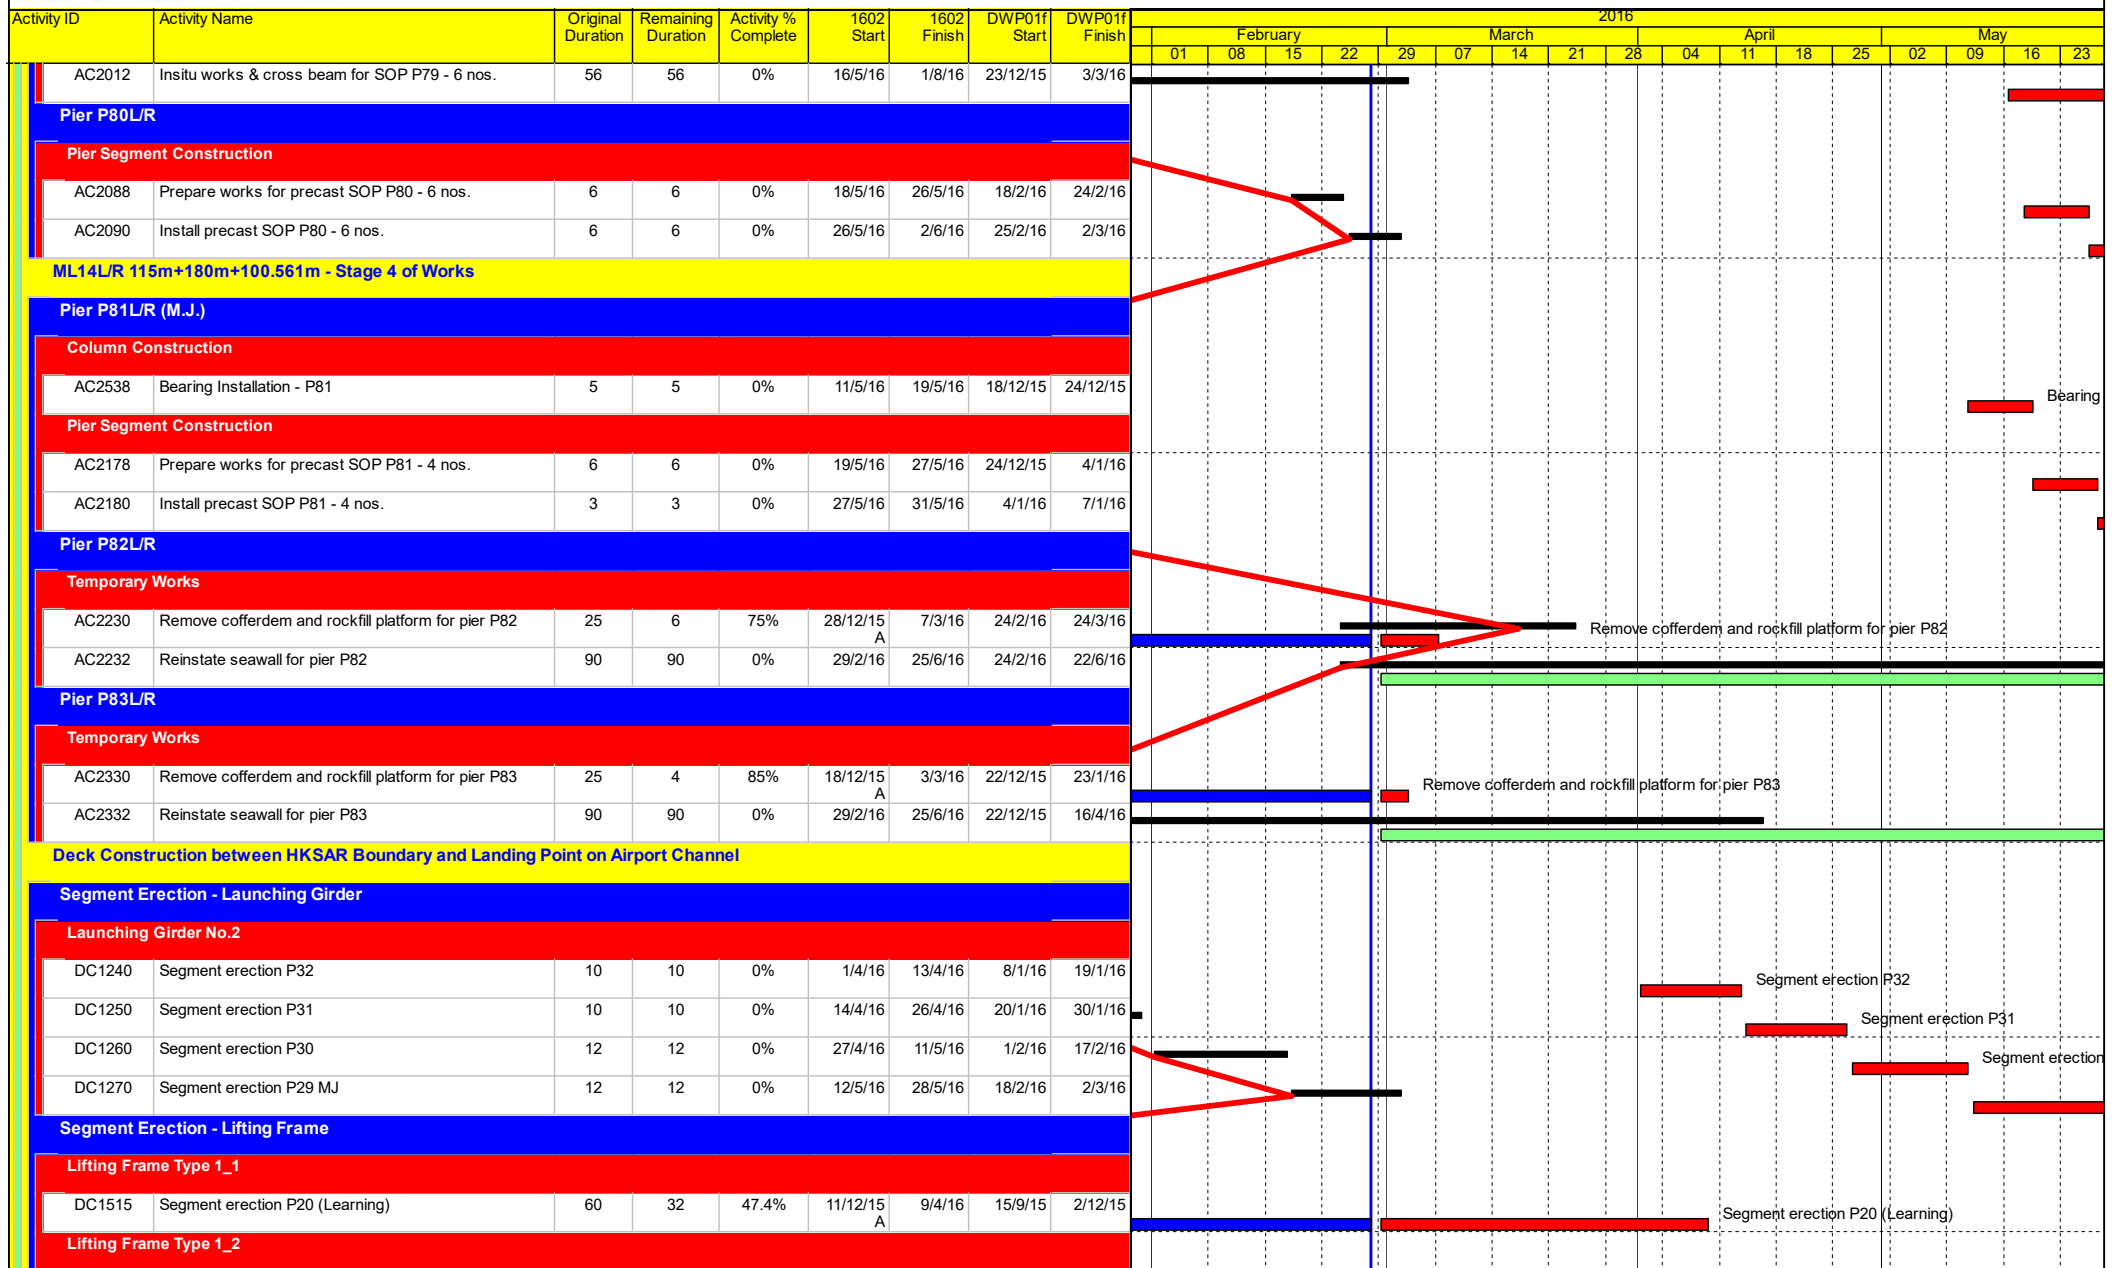 Activity ID Activity Name Original Duration Remaining Duration Activity % Complete 1602 Start 1602 Finish DWP01f Start DWP01f Finish
2016
February March April May
01 08 15 22 29 07 14 21 28 04 11 18 25 02 09 16 23
AC2012 Insitu works & cross beam for SOP P79 - 6 nos. 56 56 0% 16/5/16 1/8/16 23/12/15 3/3/16
Pier P80L/R
Pier Segment Construction
AC2088 Prepare works for precast SOP P80 - 6 nos. 6 6 0% 18/5/16 26/5/16 18/2/16 24/2/16
AC2090 Install precast SOP P80 - 6 nos. 6 6 0% 26/5/16 2/6/16 25/2/16 2/3/16
ML14L/R 115m+180m+100.561m - Stage 4 of Works
Pier P81L/R (M.J.)
Column Construction
AC2538 Bearing Installation - P81 5 5 0% 11/5/16 19/5/16 18/12/15 24/12/15 Bearing
Pier Segment Construction
AC2178 Prepare works for precast SOP P81 - 4 nos. 6 6 0% 19/5/16 27/5/16 24/12/15 4/1/16
AC2180 Install precast SOP P81 - 4 nos. 3 3 0% 27/5/16 31/5/16 4/1/16 7/1/16
Pier P82L/R
Temporary Works
AC2230 Remove cofferdem and rockfill platform for pier P82 25 6 75% 28/12/15 A 7/3/16 24/2/16 24/3/16 Remove cofferdem and rockfill platform for pier P82
AC2232 Reinstate seawall for pier P82 90 90 0% 29/2/16 25/6/16 24/2/16 22/6/16
Pier P83L/R
Temporary Works
AC2330 Remove cofferdem and rockfill platform for pier P83 25 4 85% 18/12/15 A 3/3/16 22/12/15 23/1/16 Remove cofferdem and rockfill platform for pier P83
AC2332 Reinstate seawall for pier P83 90 90 0% 29/2/16 25/6/16 22/12/15 16/4/16
Deck Construction between HKSAR Boundary and Landing Point on Airport Channel
Segment Erection - Launching Girder
Launching Girder No.2
DC1240 Segment erection P32 10 10 0% 1/4/16 13/4/16 8/1/16 19/1/16 Segment erection P32
DC1250 Segment erection P31 10 10 0% 14/4/16 26/4/16 20/1/16 30/1/16 Segment erection P31
DC1260 Segment erection P30 12 12 0% 27/4/16 11/5/16 1/2/16 17/2/16 Segment erection
DC1270 Segment erection P29 MJ 12 12 0% 12/5/16 28/5/16 18/2/16 2/3/16
Segment Erection - Lifting Frame
Lifting Frame Type 1_1
DC1515 Segment erection P20 (Learning) 60 32 47.4% 11/12/15 A 9/4/16 15/9/15 2/12/15 Segment erection P20 (Learning)
Lifting Frame Type 1_2